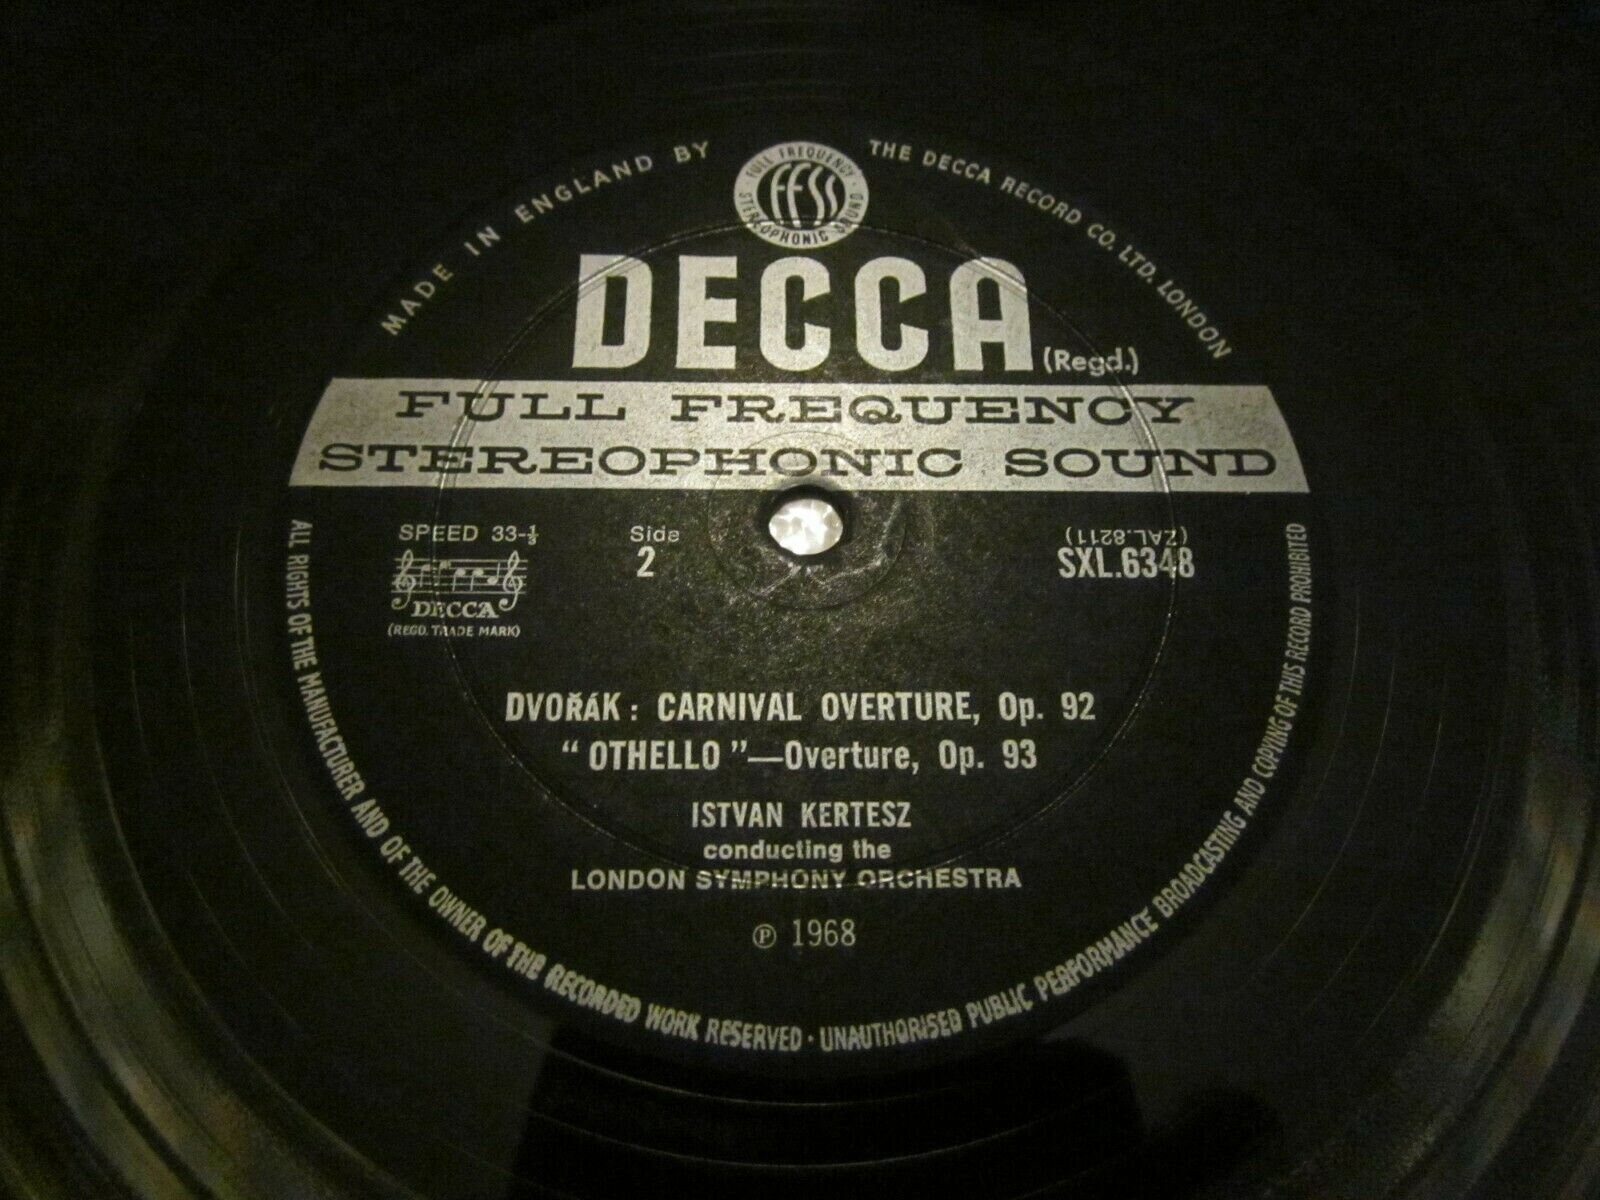 MADE IN ENGLAND BY
THE DECCA RECORD CO. LTD. LONDON
FULL FREQUENCY
FFSS
STEREOPHONIC SOUND
DECCA
(Regd.)
FULL FREQUENCY
STEREOPHONIC SOUND
SPEED 33-⅓
Side
2
(ZAL.8211)
SXL.6348
DECCA
(REGD. TRADE MARK)
DVOŘÁK : CARNIVAL OVERTURE, Op. 92
“ OTHELLO ”—Overture, Op. 93
ISTVAN KERTESZ
conducting the
LONDON SYMPHONY ORCHESTRA
℗ 1968
ALL RIGHTS OF THE MANUFACTURER AND OF THE OWNER OF THE RECORDED WORK RESERVED · UNAUTHORISED PUBLIC PERFORMANCE BROADCASTING AND COPYING OF THIS RECORD PROHIBITED